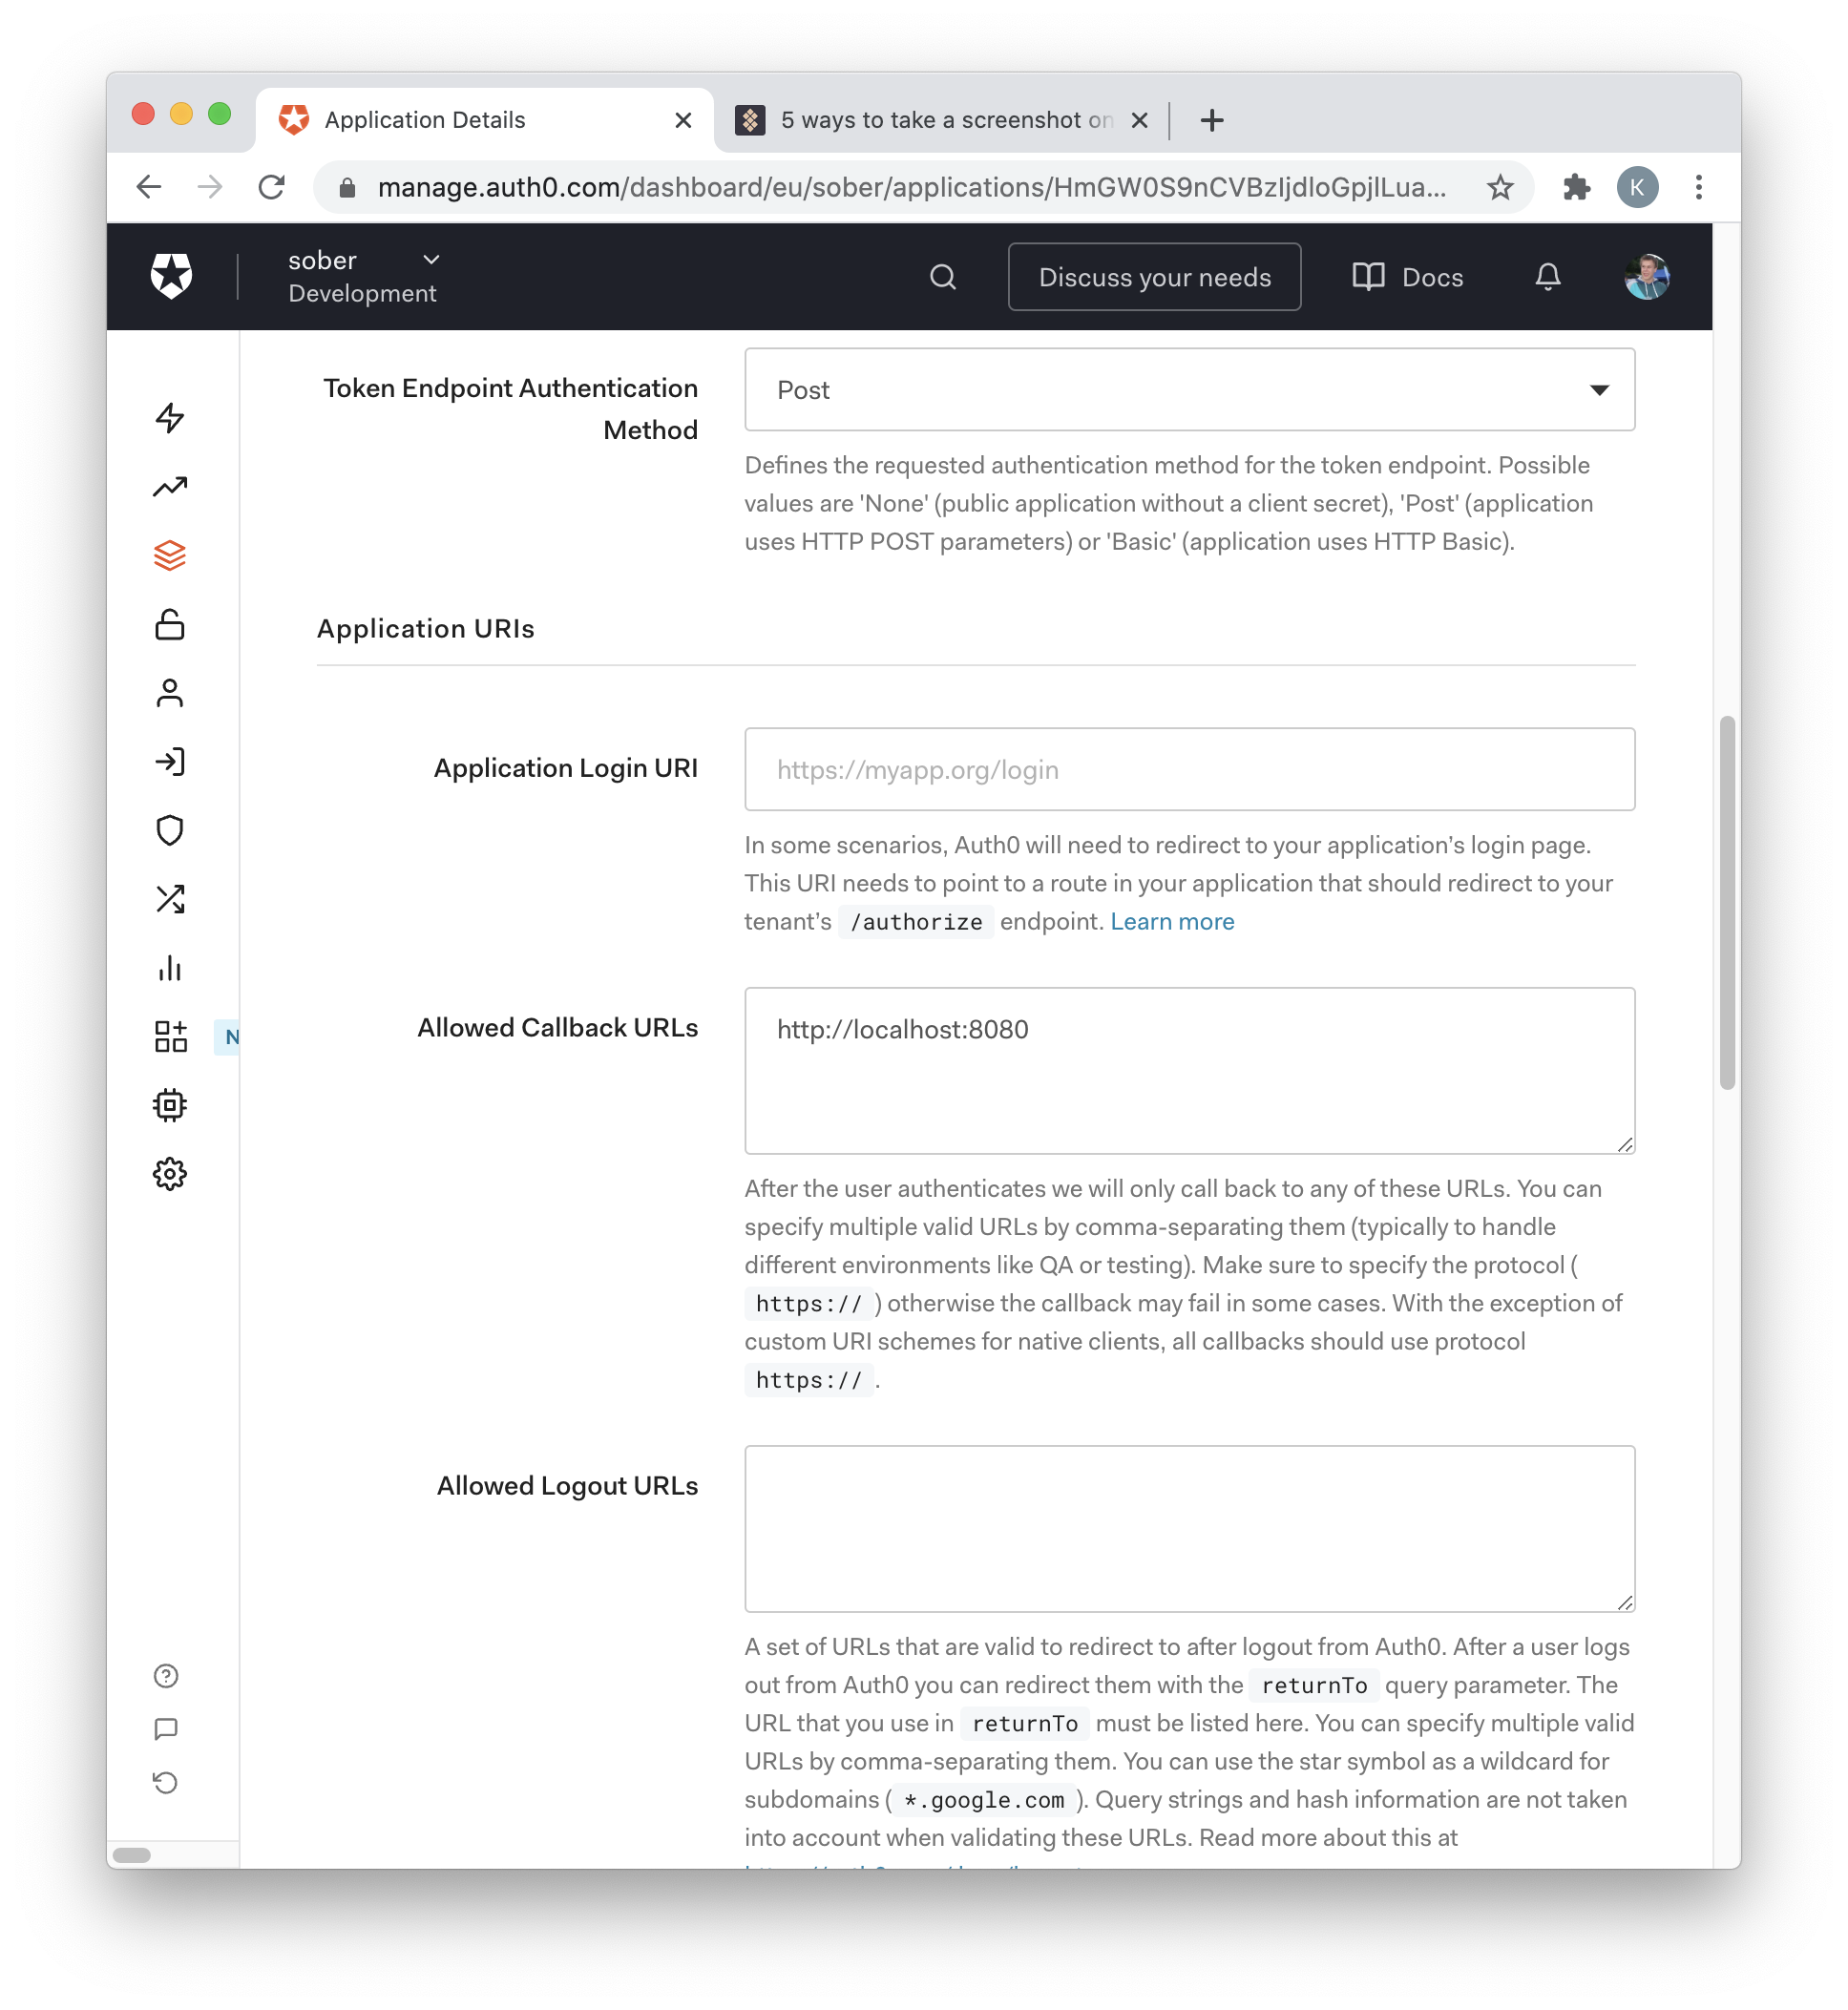 Application Details
5 ways to take a screenshot on
manage.auth0.com/dashboard/eu/sober/applications/HmGW0S9nCVBzIjdloGpjlLua...
K
sober
Development
Discuss your needs
Docs
Token Endpoint Authentication
Method
Post
Defines the requested authentication method for the token endpoint. Possible
values are 'None' (public application without a client secret), 'Post' (application
uses HTTP POST parameters) or 'Basic' (application uses HTTP Basic).
Application URIs
Application Login URI
https://myapp.org/login
In some scenarios, Auth0 will need to redirect to your application’s login page.
This URI needs to point to a route in your application that should redirect to your
tenant’s /authorize endpoint. Learn more
N
Allowed Callback URLs
http://localhost:8080
After the user authenticates we will only call back to any of these URLs. You can
specify multiple valid URLs by comma-separating them (typically to handle
different environments like QA or testing). Make sure to specify the protocol (
https:// ) otherwise the callback may fail in some cases. With the exception of
custom URI schemes for native clients, all callbacks should use protocol
https:// .
Allowed Logout URLs
A set of URLs that are valid to redirect to after logout from Auth0. After a user logs
out from Auth0 you can redirect them with the returnTo query parameter. The
URL that you use in returnTo must be listed here. You can specify multiple valid
URLs by comma-separating them. You can use the star symbol as a wildcard for
subdomains ( *.google.com ). Query strings and hash information are not taken
into account when validating these URLs. Read more about this at